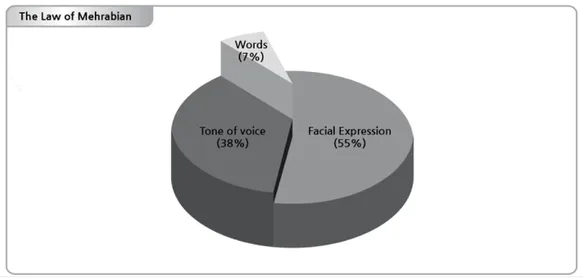 The Law of Mehrabian
Words
(7%)
Tone of voice
(38%)
Facial Expression
(55%)